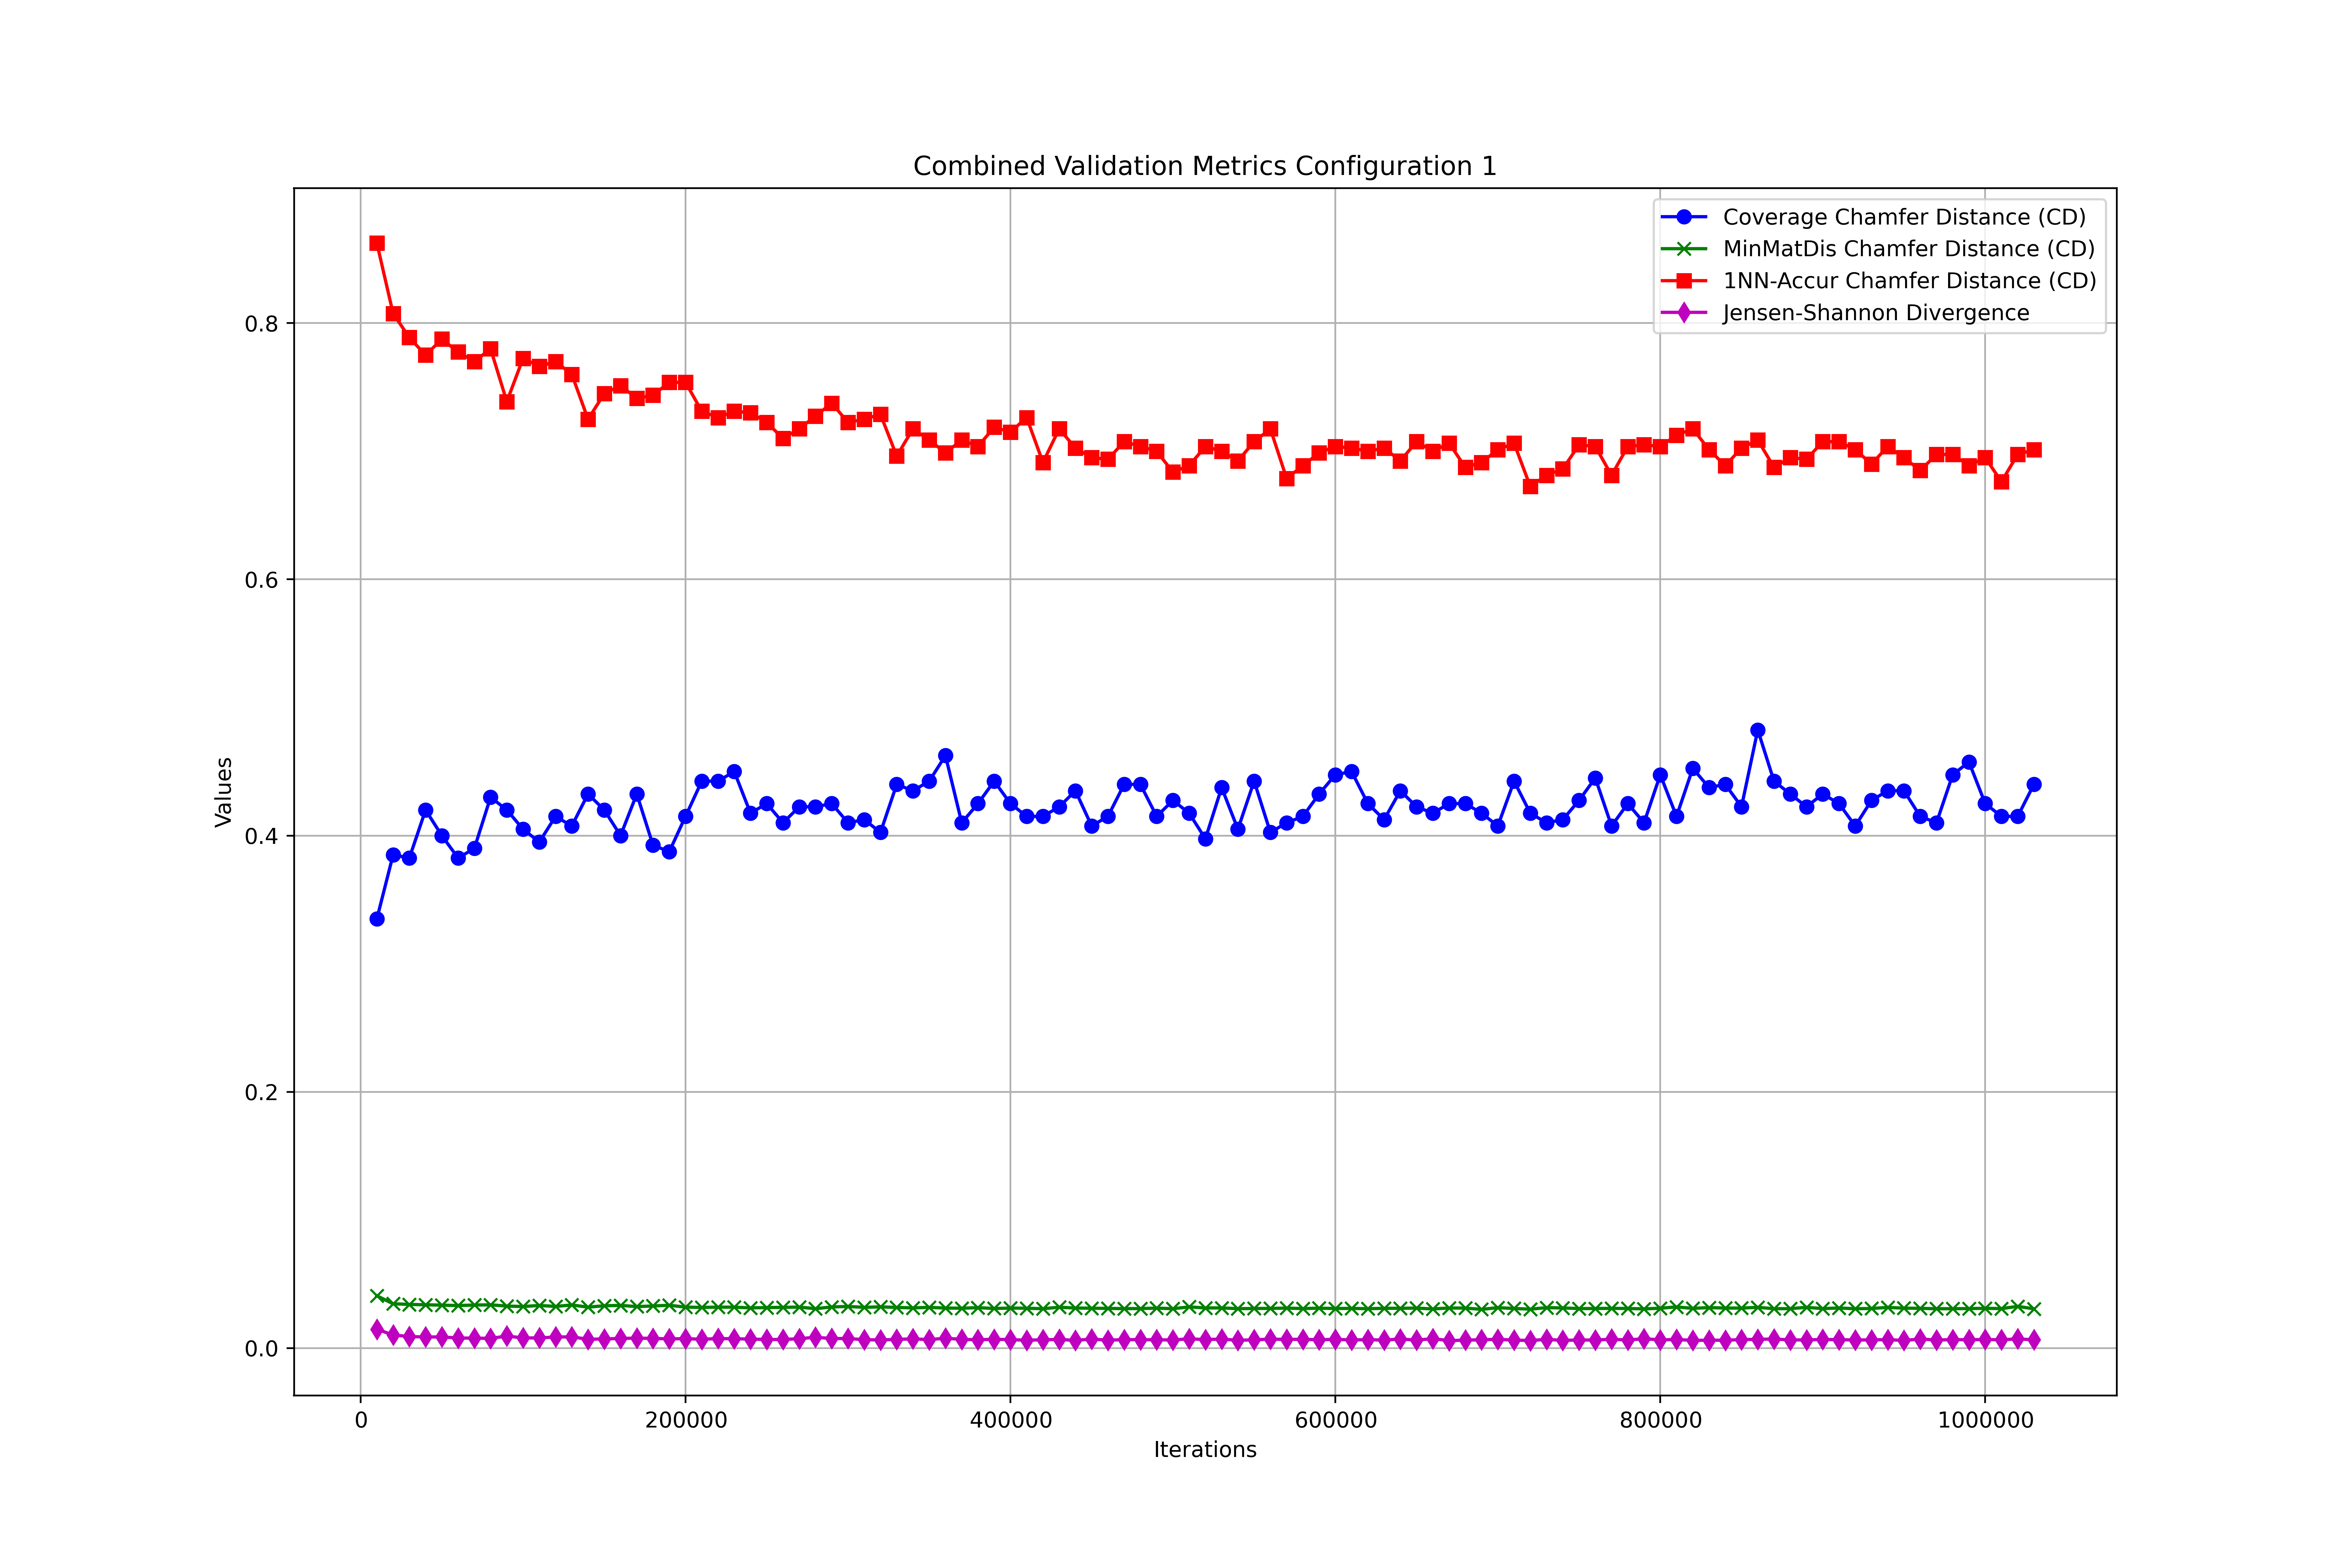 Combined Validation Metrics Configuration 1
Coverage Chamfer Distance (CD)
MinMatDis Chamfer Distance (CD)
1NN-Accur Chamfer Distance (CD)
Jensen-Shannon Divergence
0.8
0.6
0.4
0.2
0.0
Values
0
200000
400000
600000
800000
1000000
Iterations